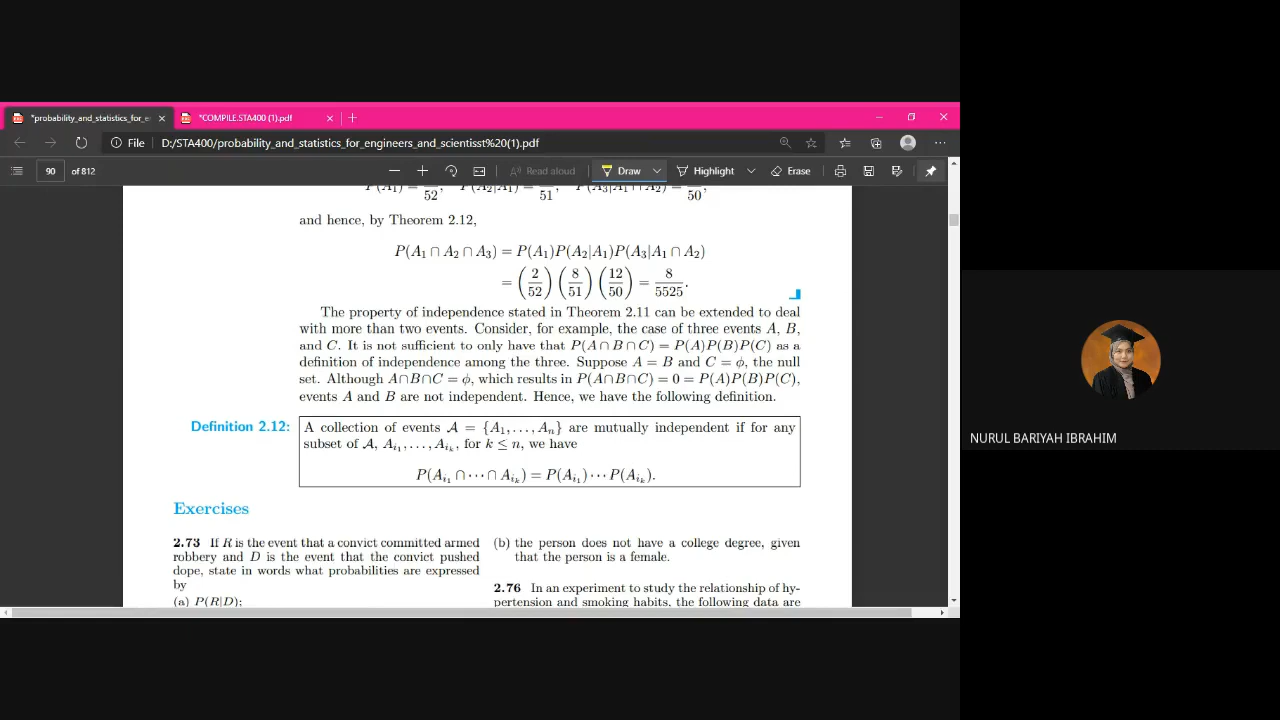 *probability_and_statistics_for_e
*COMPILE.STA400 (1).pdf
File D:/STA400/probability_and_statistics_for_engineers_and_scientisst%20(1).pdf
90 of 812 Read aloud Draw Highlight Erase
P(A₁) = 52, P(A₂|A₁) = 51, P(A₃|A₁ ∩ A₂) = 50,
and hence, by Theorem 2.12,
P(A₁ ∩ A₂ ∩ A₃) = P(A₁)P(A₂|A₁)P(A₃|A₁ ∩ A₂)
= (2/52) (8/51) (12/50) = 8/5525.
The property of independence stated in Theorem 2.11 can be extended to deal
with more than two events. Consider, for example, the case of three events A, B,
and C. It is not sufficient to only have that P(A ∩ B ∩ C) = P(A)P(B)P(C) as a
definition of independence among the three. Suppose A = B and C = ϕ, the null
set. Although A∩B∩C = ϕ, which results in P(A∩B∩C) = 0 = P(A)P(B)P(C),
events A and B are not independent. Hence, we have the following definition.
Definition 2.12: A collection of events 𝒜 = {A₁, . . . , Aₙ} are mutually independent if for any
subset of 𝒜, Aᵢ₁, . . . , Aᵢₖ, for k ≤ n, we have
P(Aᵢ₁ ∩ ⋯ ∩ Aᵢₖ) = P(Aᵢ₁) ⋯ P(Aᵢₖ).
Exercises
2.73 If R is the event that a convict committed armed
robbery and D is the event that the convict pushed
dope, state in words what probabilities are expressed
by
(a) P(R|D);
(b) the person does not have a college degree, given
that the person is a female.
2.76 In an experiment to study the relationship of hy-
pertension and smoking habits, the following data are
NURUL BARIYAH IBRAHIM